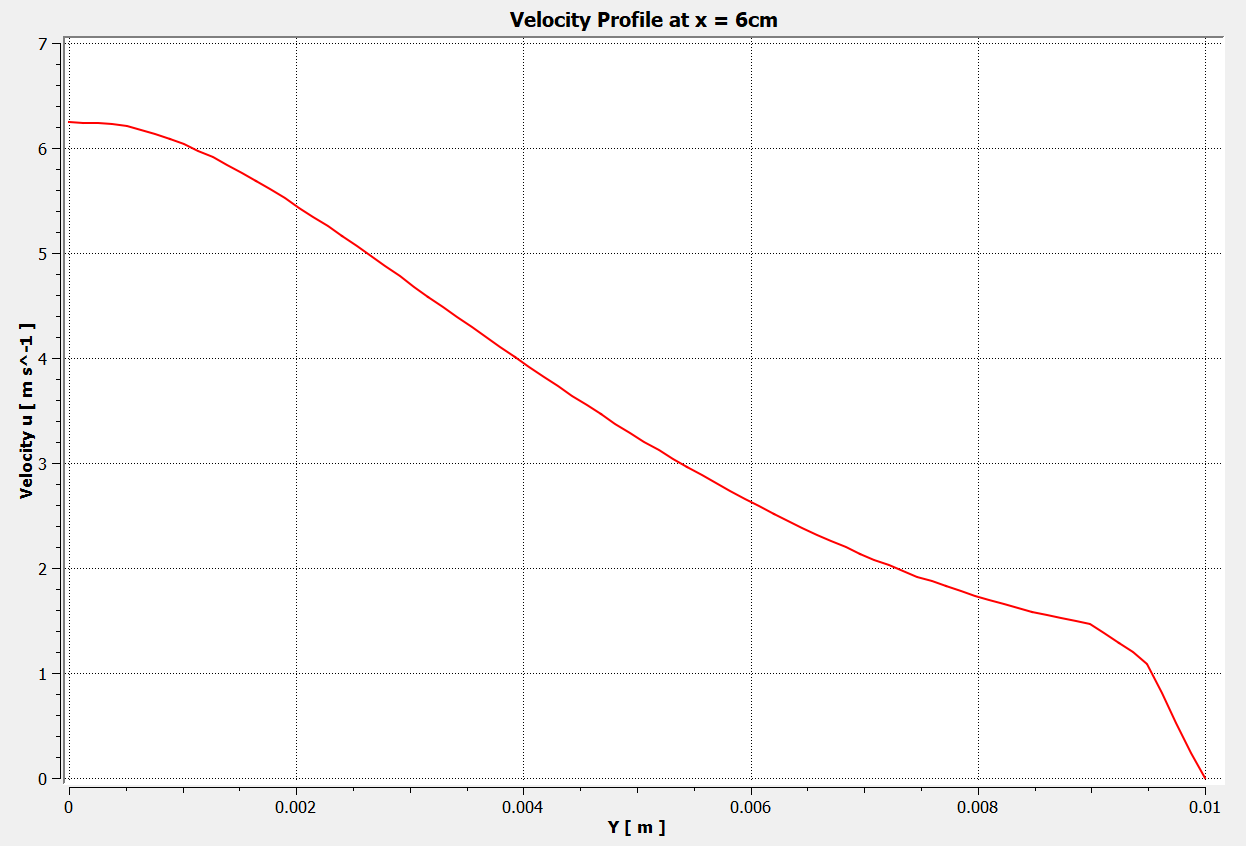 Velocity Profile at x = 6cm
7
6
5
4
3
2
1
0
Velocity u [ m s^-1 ]
0 0.002 0.004 0.006 0.008 0.01
Y [ m ]